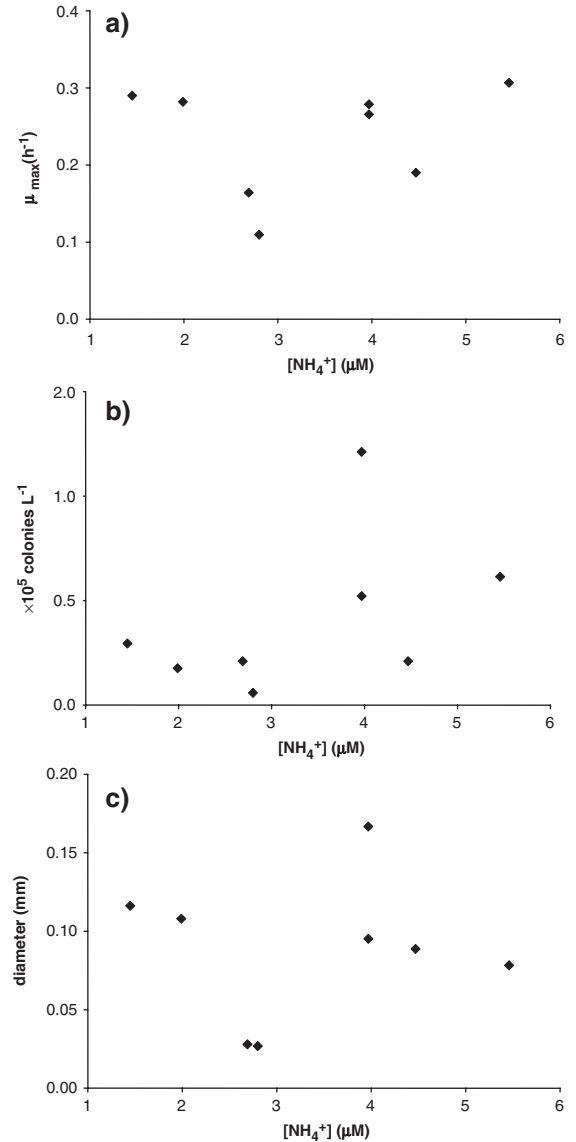 a)
0.4
0.3
0.2
0.1
0.0
μ max(h⁻¹)
1 2 3 4 5 6
[NH₄⁺] (μM)
b)
2.0
1.0
0.5
0.0
×10⁵ colonies L⁻¹
1 2 3 4 5 6
[NH₄⁺] (μM)
c)
0.20
0.15
0.10
0.05
0.00
diameter (mm)
1 2 3 4 5 6
[NH₄⁺] (μM)